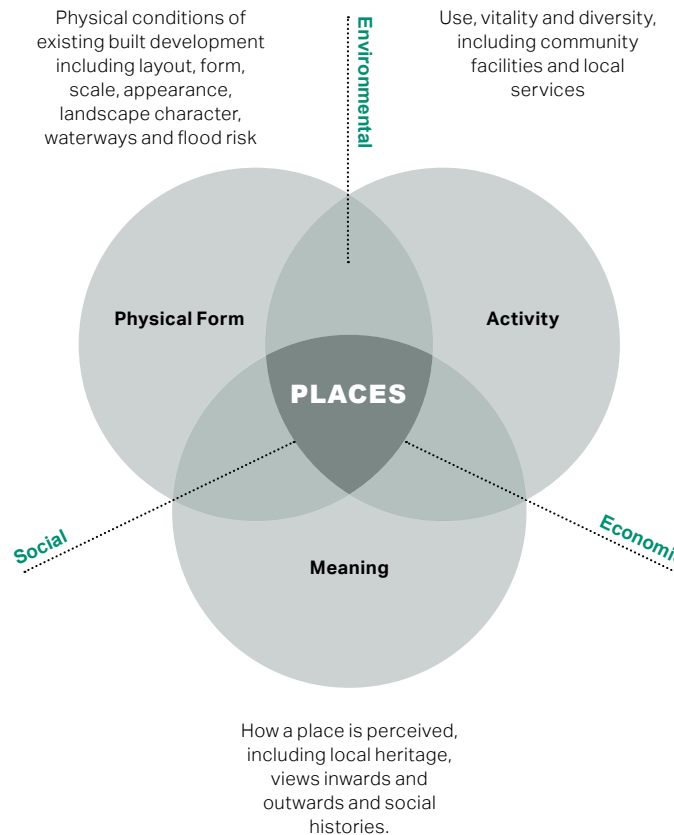 Physical conditions of
existing built development
including layout, form,
scale, appearance,
landscape character,
waterways and flood risk
Environmental
Use, vitality and diversity,
including community
facilities and local
services
Physical Form
Activity
PLACES
Social
Economic
Meaning
How a place is perceived,
including local heritage,
views inwards and
outwards and social
histories.